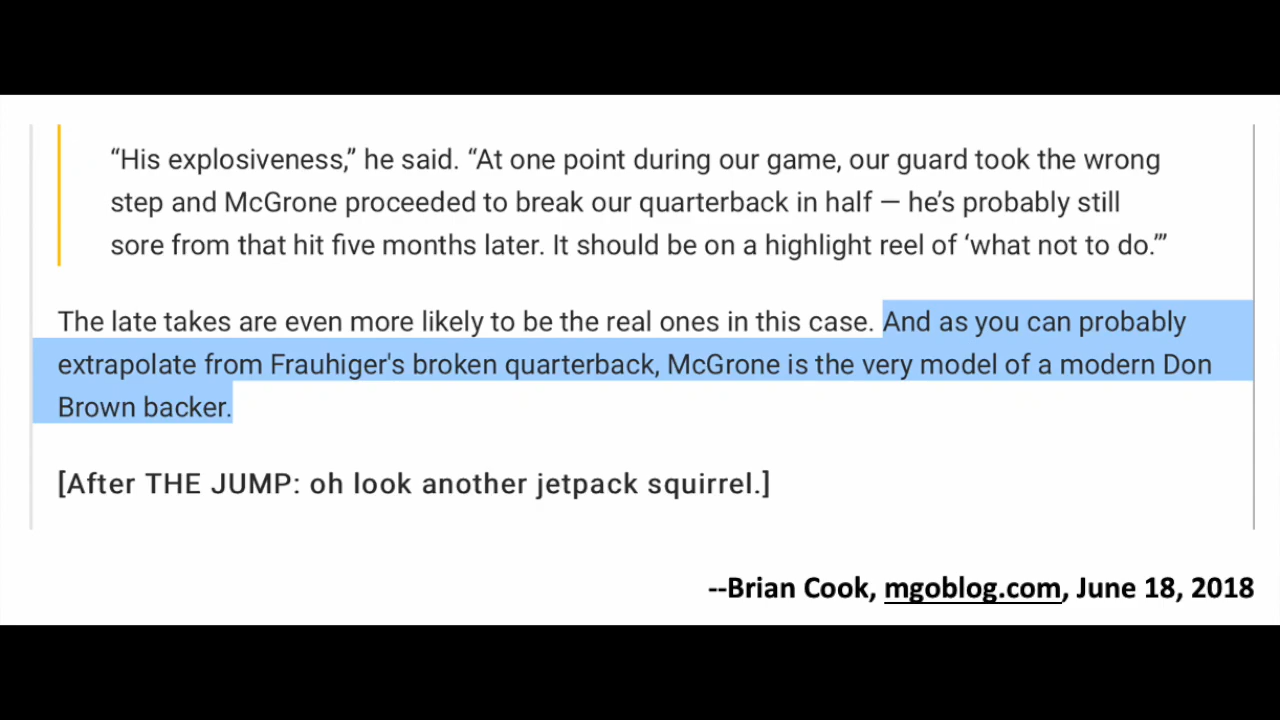 “His explosiveness,” he said. “At one point during our game, our guard took the wrong
step and McGrone proceeded to break our quarterback in half — he’s probably still
sore from that hit five months later. It should be on a highlight reel of ‘what not to do.’”
The late takes are even more likely to be the real ones in this case. And as you can probably
extrapolate from Frauhiger's broken quarterback, McGrone is the very model of a modern Don
Brown backer.
[After THE JUMP: oh look another jetpack squirrel.]
--Brian Cook, mgoblog.com, June 18, 2018